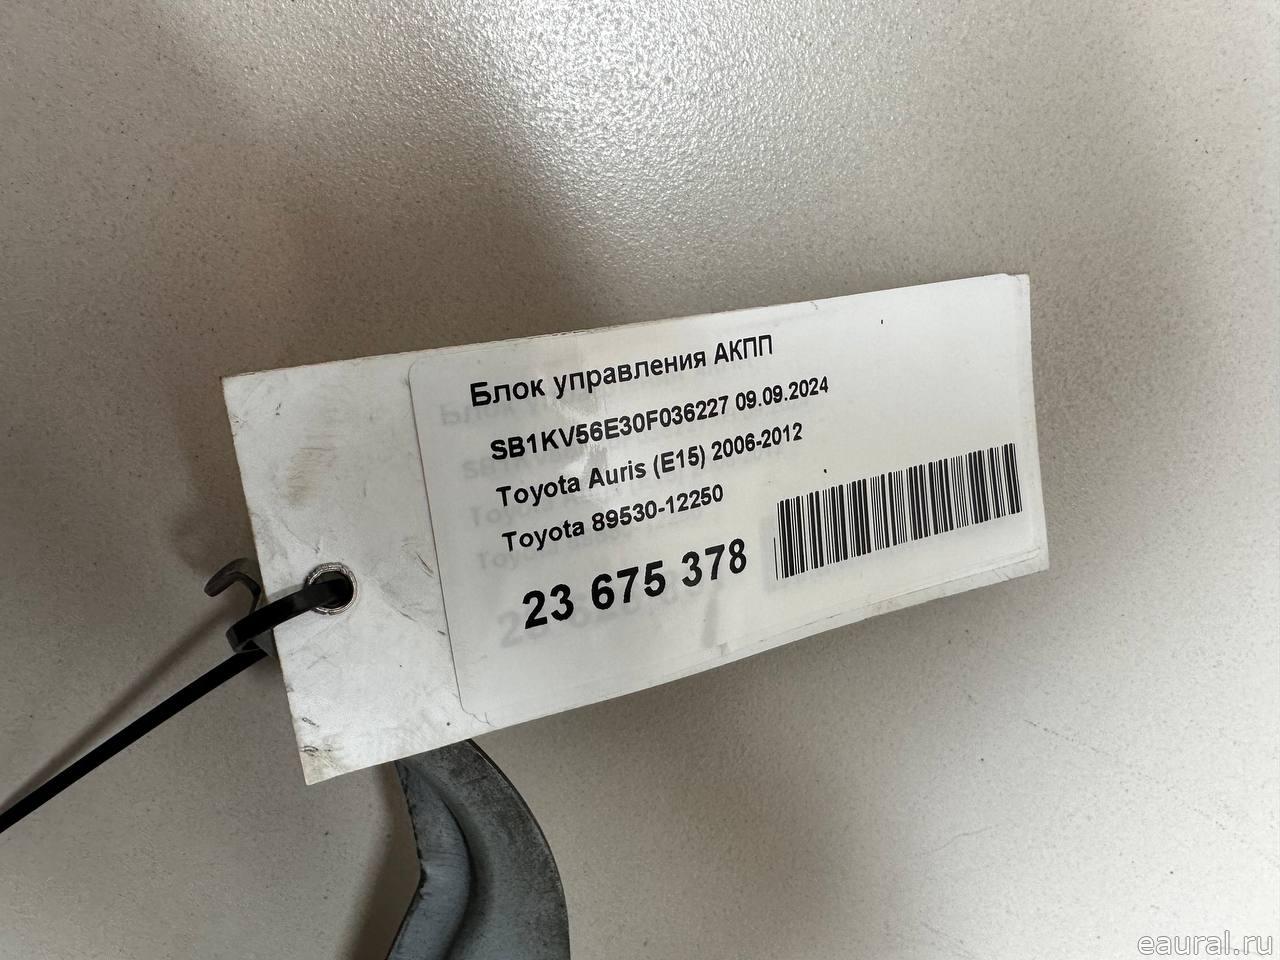 Блок управления АКПП
SB1KV56E30F036227 09.09.2024
Toyota Auris (E15) 2006-2012
Toyota 89530-12250
23 675 378
eaural.ru